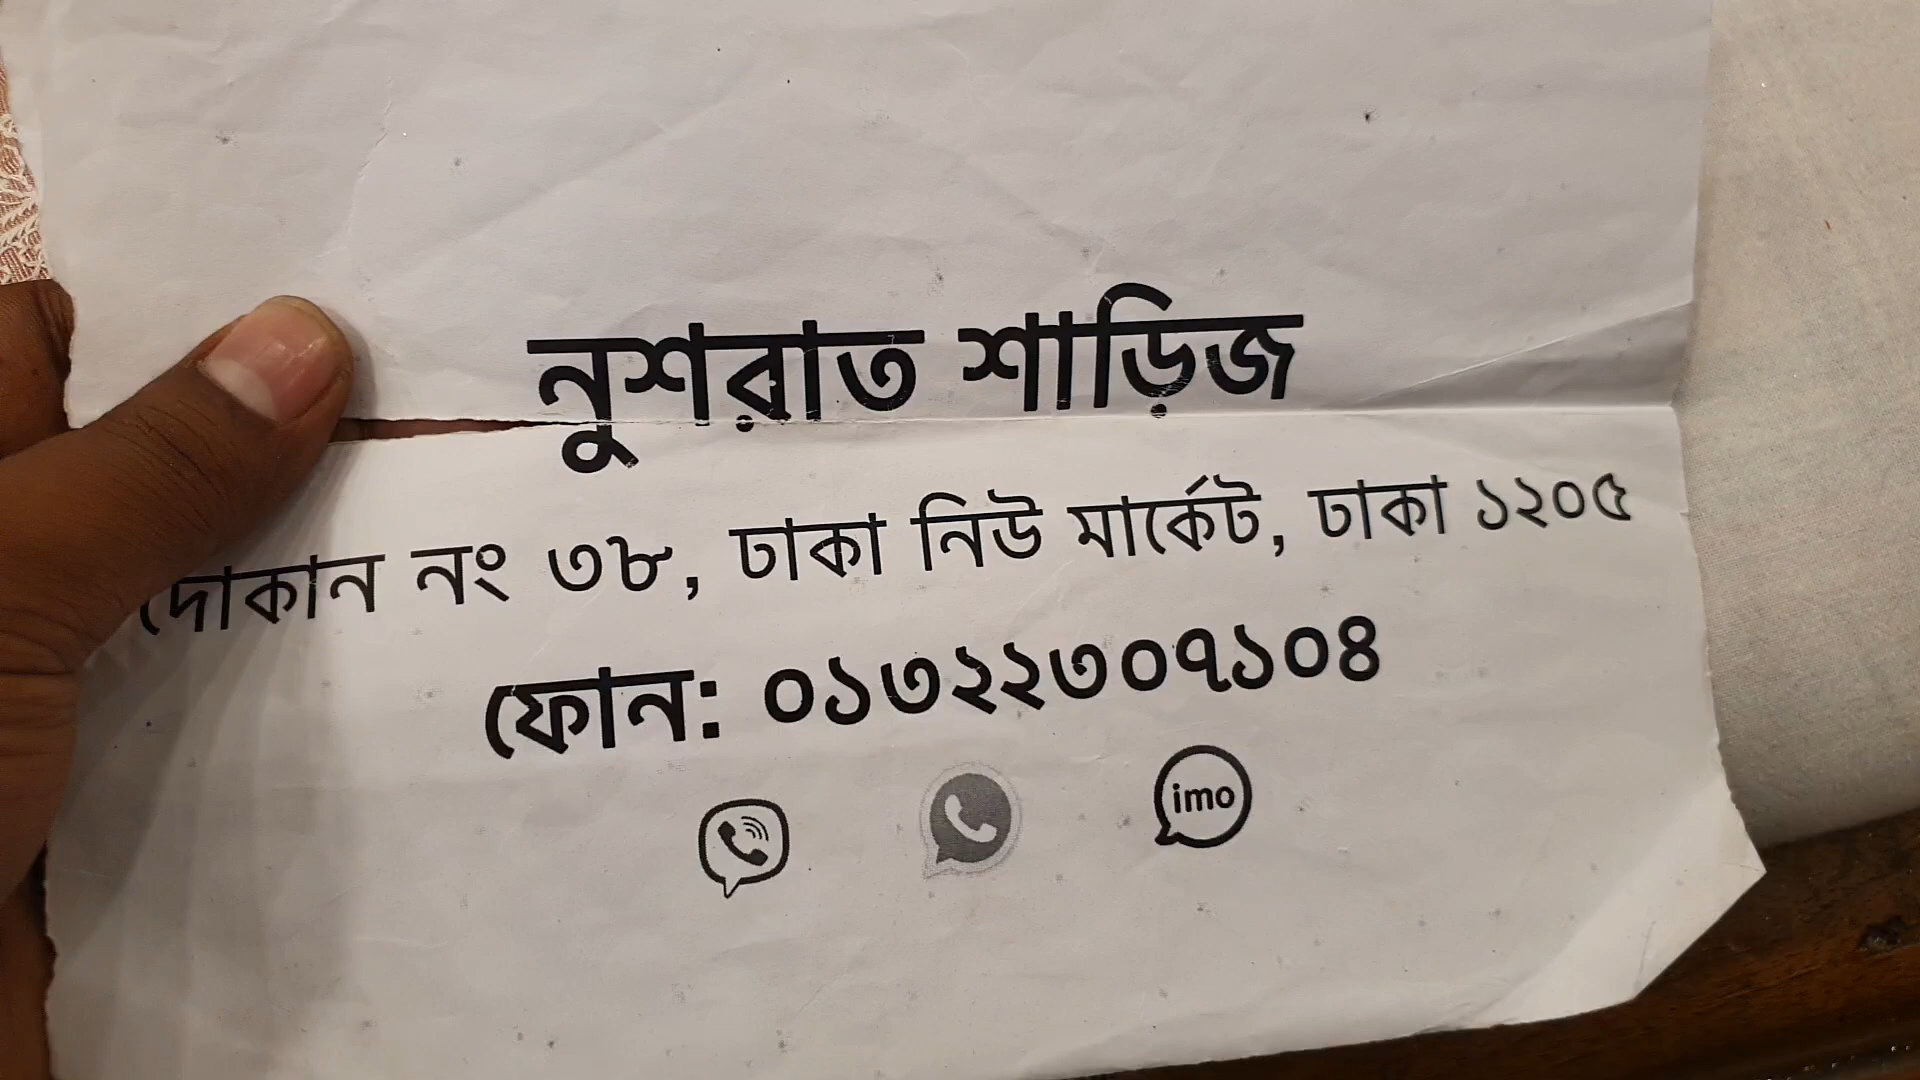 নুশরাত শাড়িজ
দোকান নং ৩৮, ঢাকা নিউ মার্কেট, ঢাকা ১২০৫
ফোন: ০১৩২২৩০৭১০৪
imo